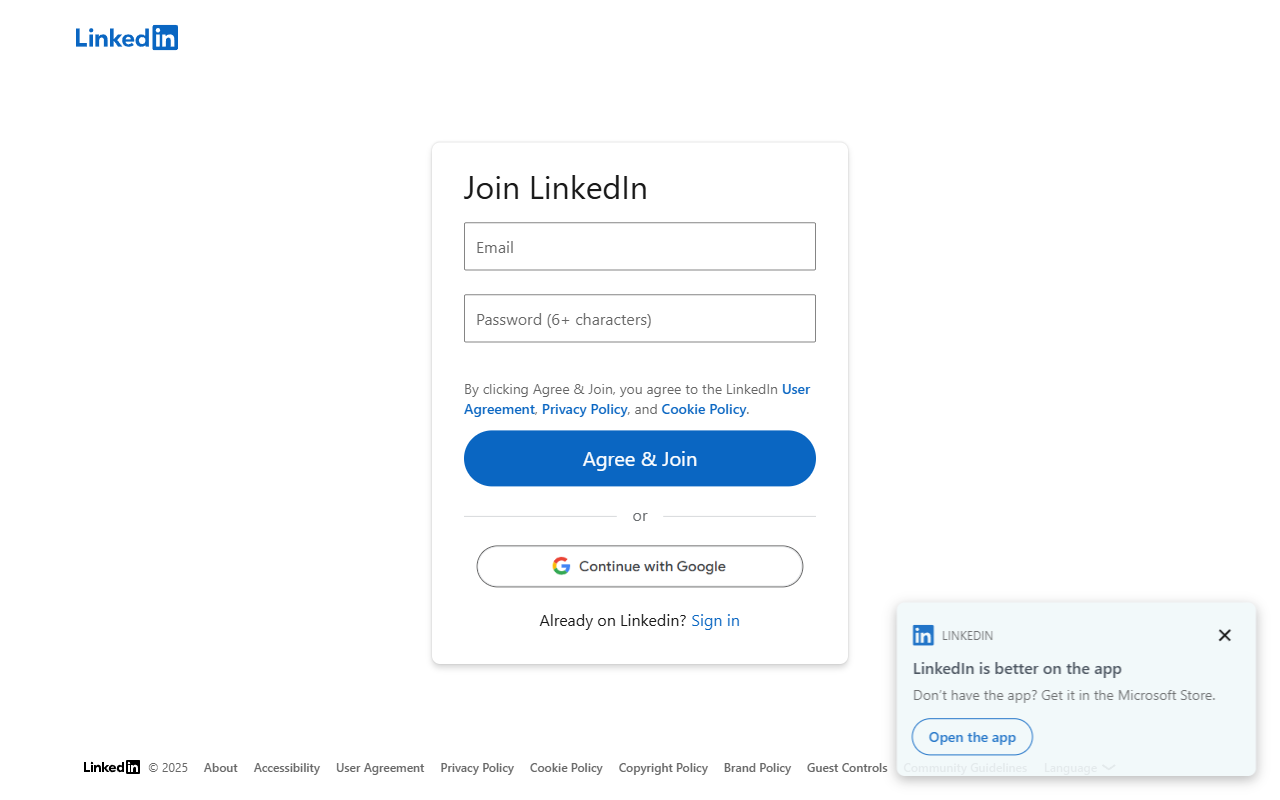 Linkedin
Join LinkedIn
Email
Password (6+ characters)
By clicking Agree & Join, you agree to the LinkedIn User
Agreement, Privacy Policy, and Cookie Policy.
Agree & Join
or
Continue with Google
Already on Linkedin? Sign in
in LINKEDIN
LinkedIn is better on the app
Don't have the app? Get it in the Microsoft Store.
Open the app
Linkedin © 2025 About Accessibility User Agreement Privacy Policy Cookie Policy Copyright Policy Brand Policy Guest Controls Community Guidelines Language